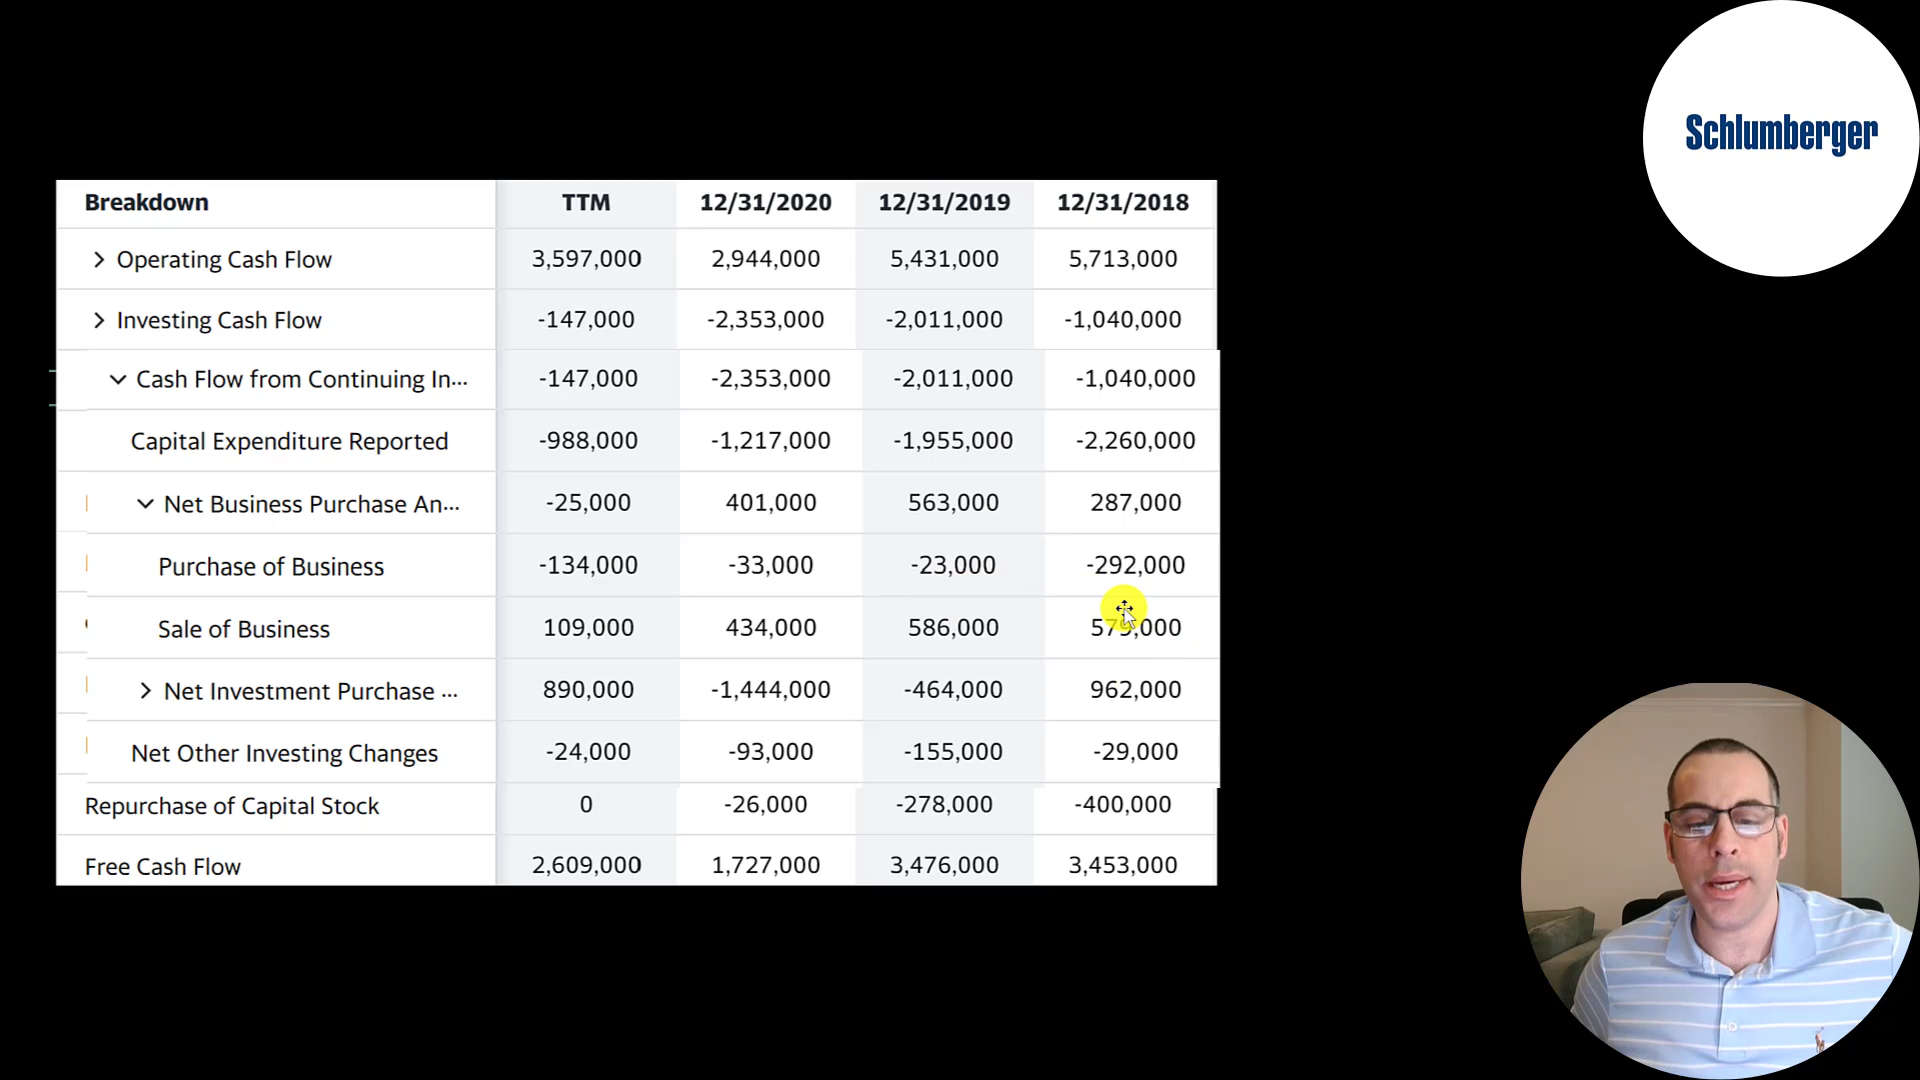 Schlumberger
Breakdown TTM 12/31/2020 12/31/2019 12/31/2018
Operating Cash Flow 3,597,000 2,944,000 5,431,000 5,713,000
Investing Cash Flow -147,000 -2,353,000 -2,011,000 -1,040,000
Cash Flow from Continuing In... -147,000 -2,353,000 -2,011,000 -1,040,000
Capital Expenditure Reported -988,000 -1,217,000 -1,955,000 -2,260,000
Net Business Purchase An... -25,000 401,000 563,000 287,000
Purchase of Business -134,000 -33,000 -23,000 -292,000
Sale of Business 109,000 434,000 586,000 579,000
Net Investment Purchase ... 890,000 -1,444,000 -464,000 962,000
Net Other Investing Changes -24,000 -93,000 -155,000 -29,000
Repurchase of Capital Stock 0 -26,000 -278,000 -400,000
Free Cash Flow 2,609,000 1,727,000 3,476,000 3,453,000